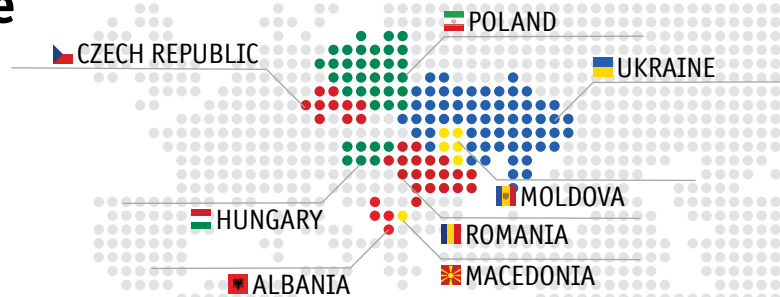 e
POLAND
CZECH REPUBLIC
UKRAINE
MOLDOVA
HUNGARY
ROMANIA
MACEDONIA
ALBANIA